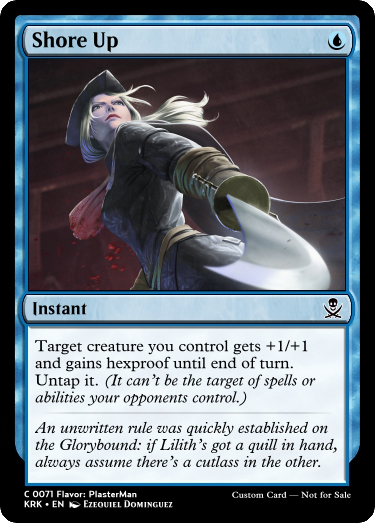 Shore Up
Instant
Target creature you control gets +1/+1
and gains hexproof until end of turn.
Untap it. (It can't be the target of spells or
abilities your opponents control.)
An unwritten rule was quickly established on
the Glorybound: if Lilith's got a quill in hand,
always assume there's a cutlass in the other.
C 0071 Flavor: PlasterMan
KRK • EN Ezequiel Dominguez
Custom Card — Not for Sale